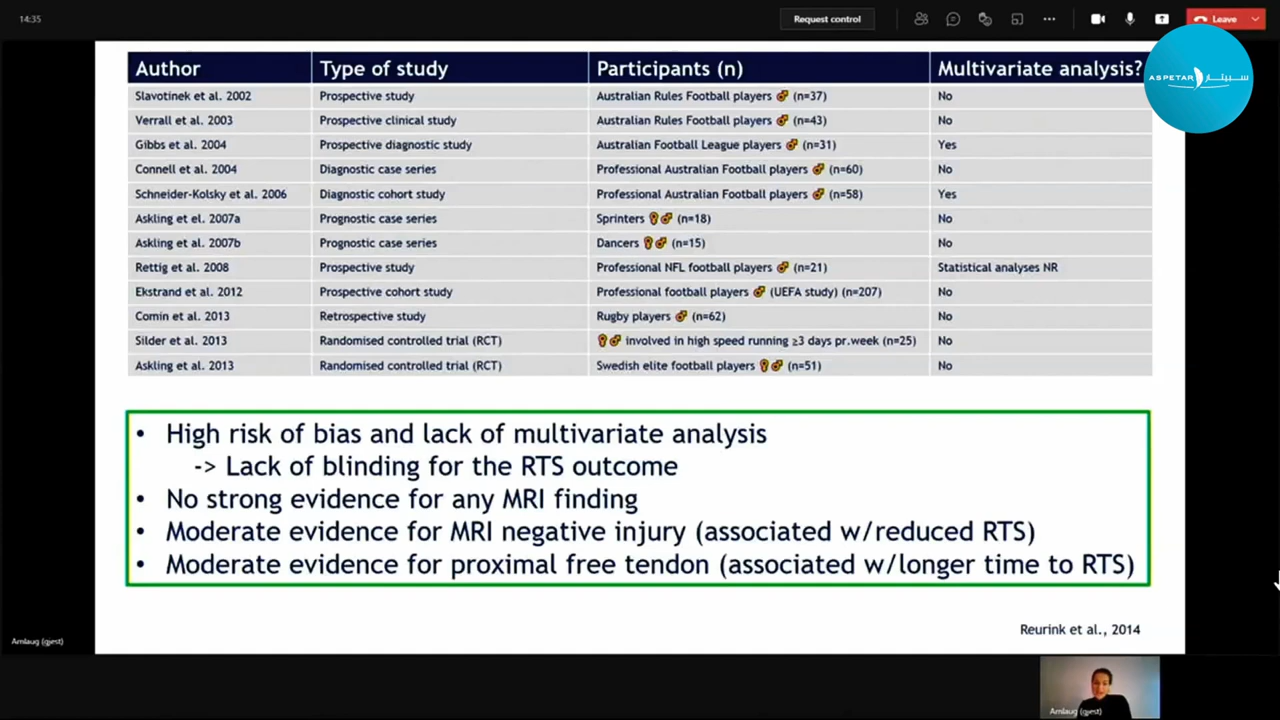 14:35
Request control
Leave
ASPETAR سبيتار
Author Type of study Participants (n) Multivariate analysis?
Slavotinek et al. 2002 Prospective study Australian Rules Football players ♂ (n=37) No
Verrall et al. 2003 Prospective clinical study Australian Rules Football players ♂ (n=43) No
Gibbs et al. 2004 Prospective diagnostic study Australian Football League players ♂ (n=31) Yes
Connell et al. 2004 Diagnostic case series Professional Australian Football players ♂ (n=60) No
Schneider-Kolsky et al. 2006 Diagnostic cohort study Professional Australian Football players ♂ (n=58) Yes
Askling el al. 2007a Prognostic case series Sprinters ♀♂ (n=18) No
Askling et al. 2007b Prognostic case series Dancers ♀♂ (n=15) No
Rettig et al. 2008 Prospective study Professional NFL football players ♂ (n=21) Statistical analyses NR
Ekstrand et al. 2012 Prospective cohort study Professional football players ♂ (UEFA study) (n=207) No
Comin et al. 2013 Retrospective study Rugby players ♂ (n=62) No
Silder et al. 2013 Randomised controlled trial (RCT) ♀♂ involved in high speed running ≥3 days pr.week (n=25) No
Askling et al. 2013 Randomised controlled trial (RCT) Swedish elite football players ♀♂ (n=51) No
• High risk of bias and lack of multivariate analysis
-> Lack of blinding for the RTS outcome
• No strong evidence for any MRI finding
• Moderate evidence for MRI negative injury (associated w/reduced RTS)
• Moderate evidence for proximal free tendon (associated w/longer time to RTS)
Reurink et al., 2014
Arnlaug (gjest)
Arnlaug (gjest)